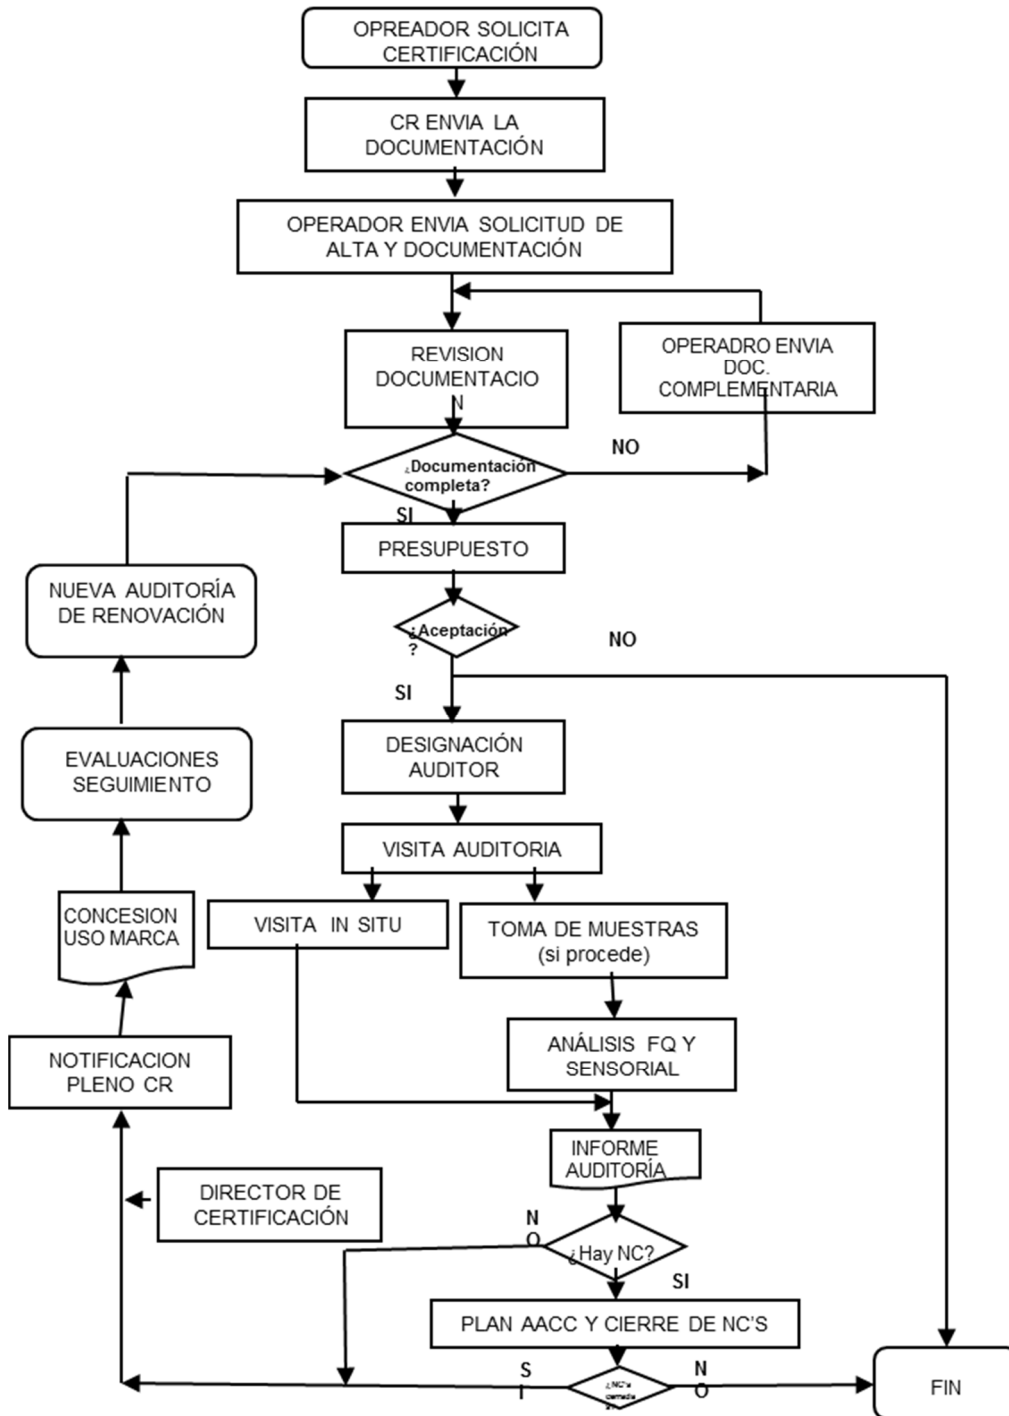 OPREADOR SOLICITA
CERTIFICACIÓN
CR ENVIA LA
DOCUMENTACIÓN
OPERADOR ENVIA SOLICITUD DE
ALTA Y DOCUMENTACIÓN
REVISION
DOCUMENTACIO
N
OPERADRO ENVIA
DOC.
COMPLEMENTARIA
¿Documentación
completa?
NO
SI
PRESUPUESTO
¿Aceptación
?
NO
SI
NUEVA AUDITORÍA
DE RENOVACIÓN
EVALUACIONES
SEGUIMIENTO
DESIGNACIÓN
AUDITOR
VISITA AUDITORIA
CONCESION
USO MARCA
VISITA IN SITU
TOMA DE MUESTRAS
(si procede)
ANÁLISIS FQ Y
SENSORIAL
NOTIFICACION
PLENO CR
INFORME
AUDITORÍA
DIRECTOR DE
CERTIFICACIÓN
N
O
¿Hay NC?
SI
PLAN AACC Y CIERRE DE NC'S
S
I
¿NC's
N
O
FIN